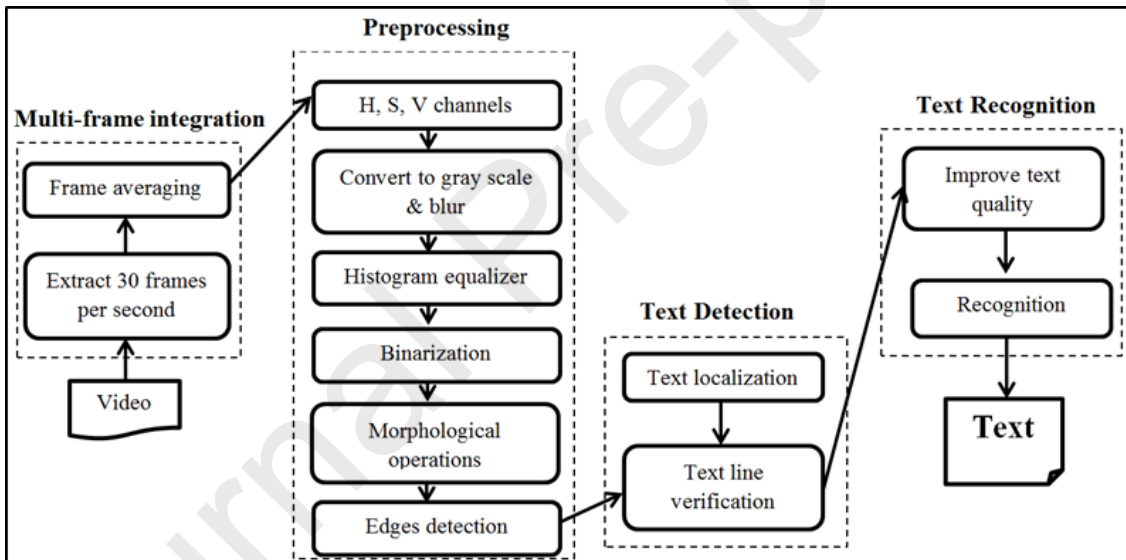 Preprocessing
H, S, V channels
Convert to gray scale
& blur
Histogram equalizer
Binarization
Morphological
operations
Edges detection
Multi-frame integration
Frame averaging
Extract 30 frames
per second
Video
Text Detection
Text localization
Text line
verification
Text Recognition
Improve text
quality
Recognition
Text
urnal Pre-p